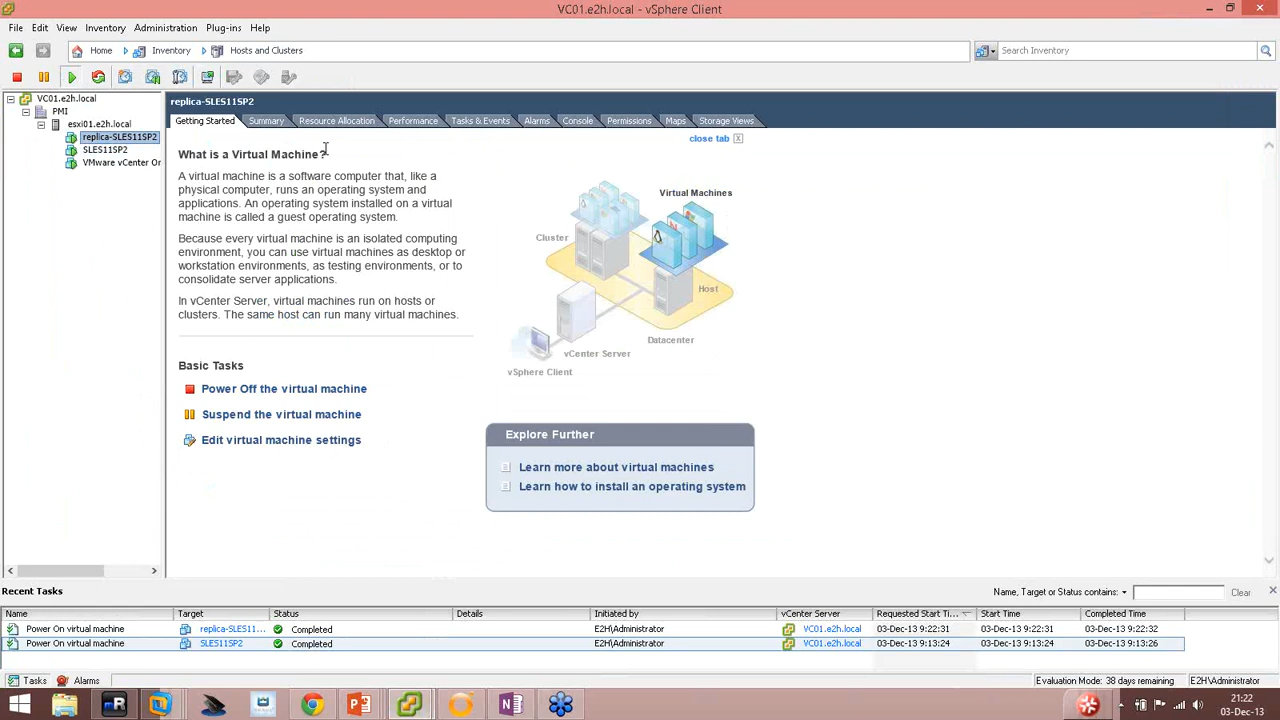 VC01.e2h.local - vSphere Client
File Edit View Inventory Administration Plug-ins Help
Home Inventory Hosts and Clusters
Search Inventory
VC01.e2h.local
PMI
esxi01.e2h.local
replica-SLES11SP2
SLES11SP2
VMware vCenter Or
replica-SLES11SP2
Getting Started Summary Resource Allocation Performance Tasks & Events Alarms Console Permissions Maps Storage Views
close tab X
What is a Virtual Machine?
A virtual machine is a software computer that, like a
physical computer, runs an operating system and
applications. An operating system installed on a virtual
machine is called a guest operating system.
Because every virtual machine is an isolated computing
environment, you can use virtual machines as desktop or
workstation environments, as testing environments, or to
consolidate server applications.
In vCenter Server, virtual machines run on hosts or
clusters. The same host can run many virtual machines.
Basic Tasks
Power Off the virtual machine
Suspend the virtual machine
Edit virtual machine settings
Virtual Machines
Cluster
Host
Datacenter
vCenter Server
vSphere Client
Explore Further
Learn more about virtual machines
Learn how to install an operating system
Recent Tasks
Name, Target or Status contains: Clear
Name Target Status Details Initiated by vCenter Server Requested Start Ti... Start Time Completed Time
Power On virtual machine replica-SLES11... Completed E2H\Administrator VC01.e2h.local 03-Dec-13 9:22:31 03-Dec-13 9:22:31 03-Dec-13 9:22:32
Power On virtual machine SLES11SP2 Completed E2H\Administrator VC01.e2h.local 03-Dec-13 9:13:24 03-Dec-13 9:13:24 03-Dec-13 9:13:26
Tasks Alarms
Evaluation Mode: 38 days remaining E2H\Administrator
21:22
03-Dec-13